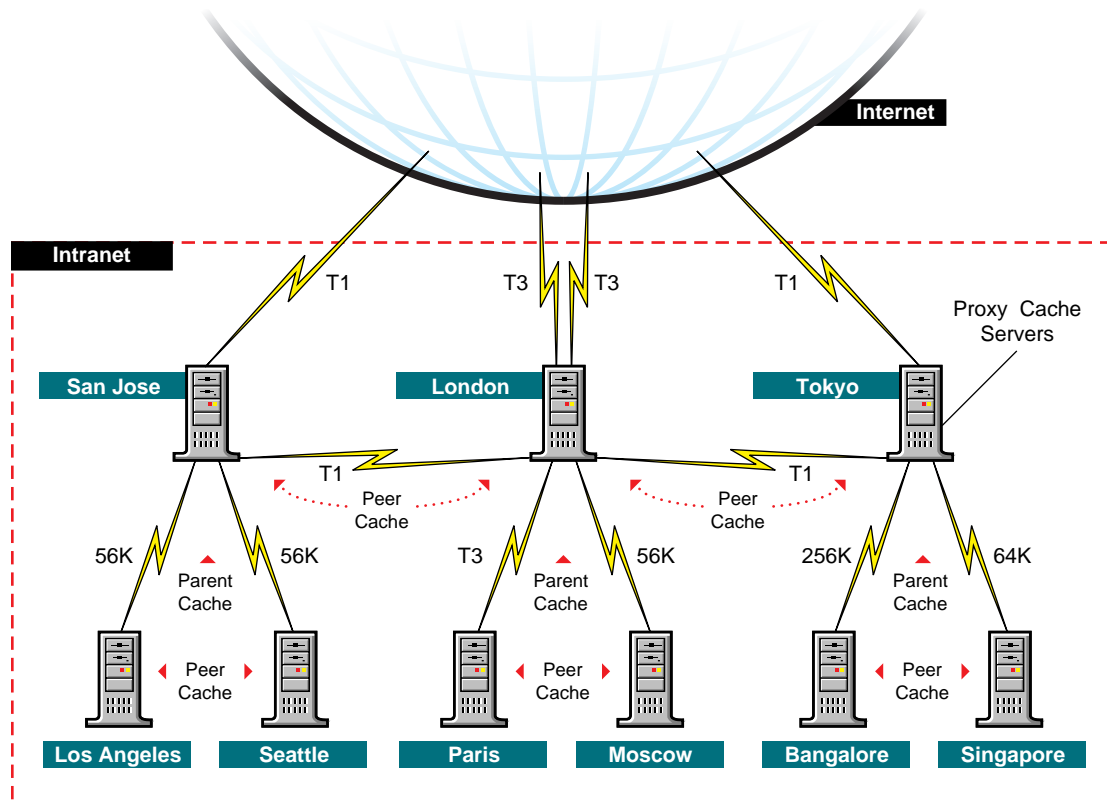 Internet
Intranet
T1
T3
T3
T1
Proxy Cache
Servers
San Jose
London
Tokyo
T1
T1
Peer
Cache
Peer
Cache
56K
56K
T3
56K
256K
64K
Parent
Cache
Parent
Cache
Parent
Cache
Peer
Cache
Peer
Cache
Peer
Cache
Los Angeles
Seattle
Paris
Moscow
Bangalore
Singapore